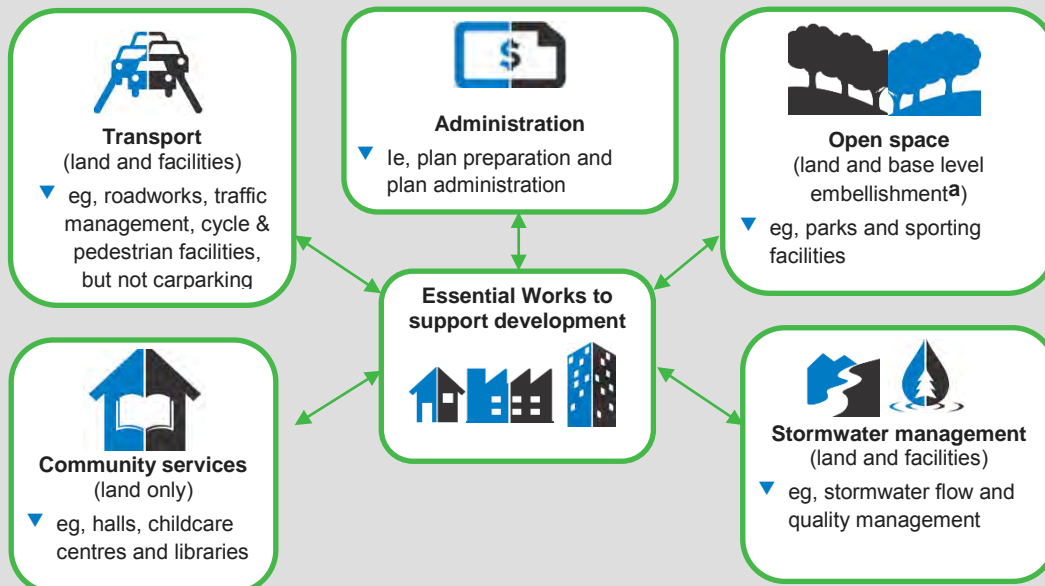 Transport
(land and facilities)
▼ eg, roadworks, traffic
management, cycle &
pedestrian facilities,
but not carparking
$
Administration
▼ Ie, plan preparation and
plan administration
Open space
(land and base level
embellishmentᵃ)
▼ eg, parks and sporting
facilities
Essential Works to
support development
Community services
(land only)
▼ eg, halls, childcare
centres and libraries
Stormwater management
(land and facilities)
▼ eg, stormwater flow and
quality management